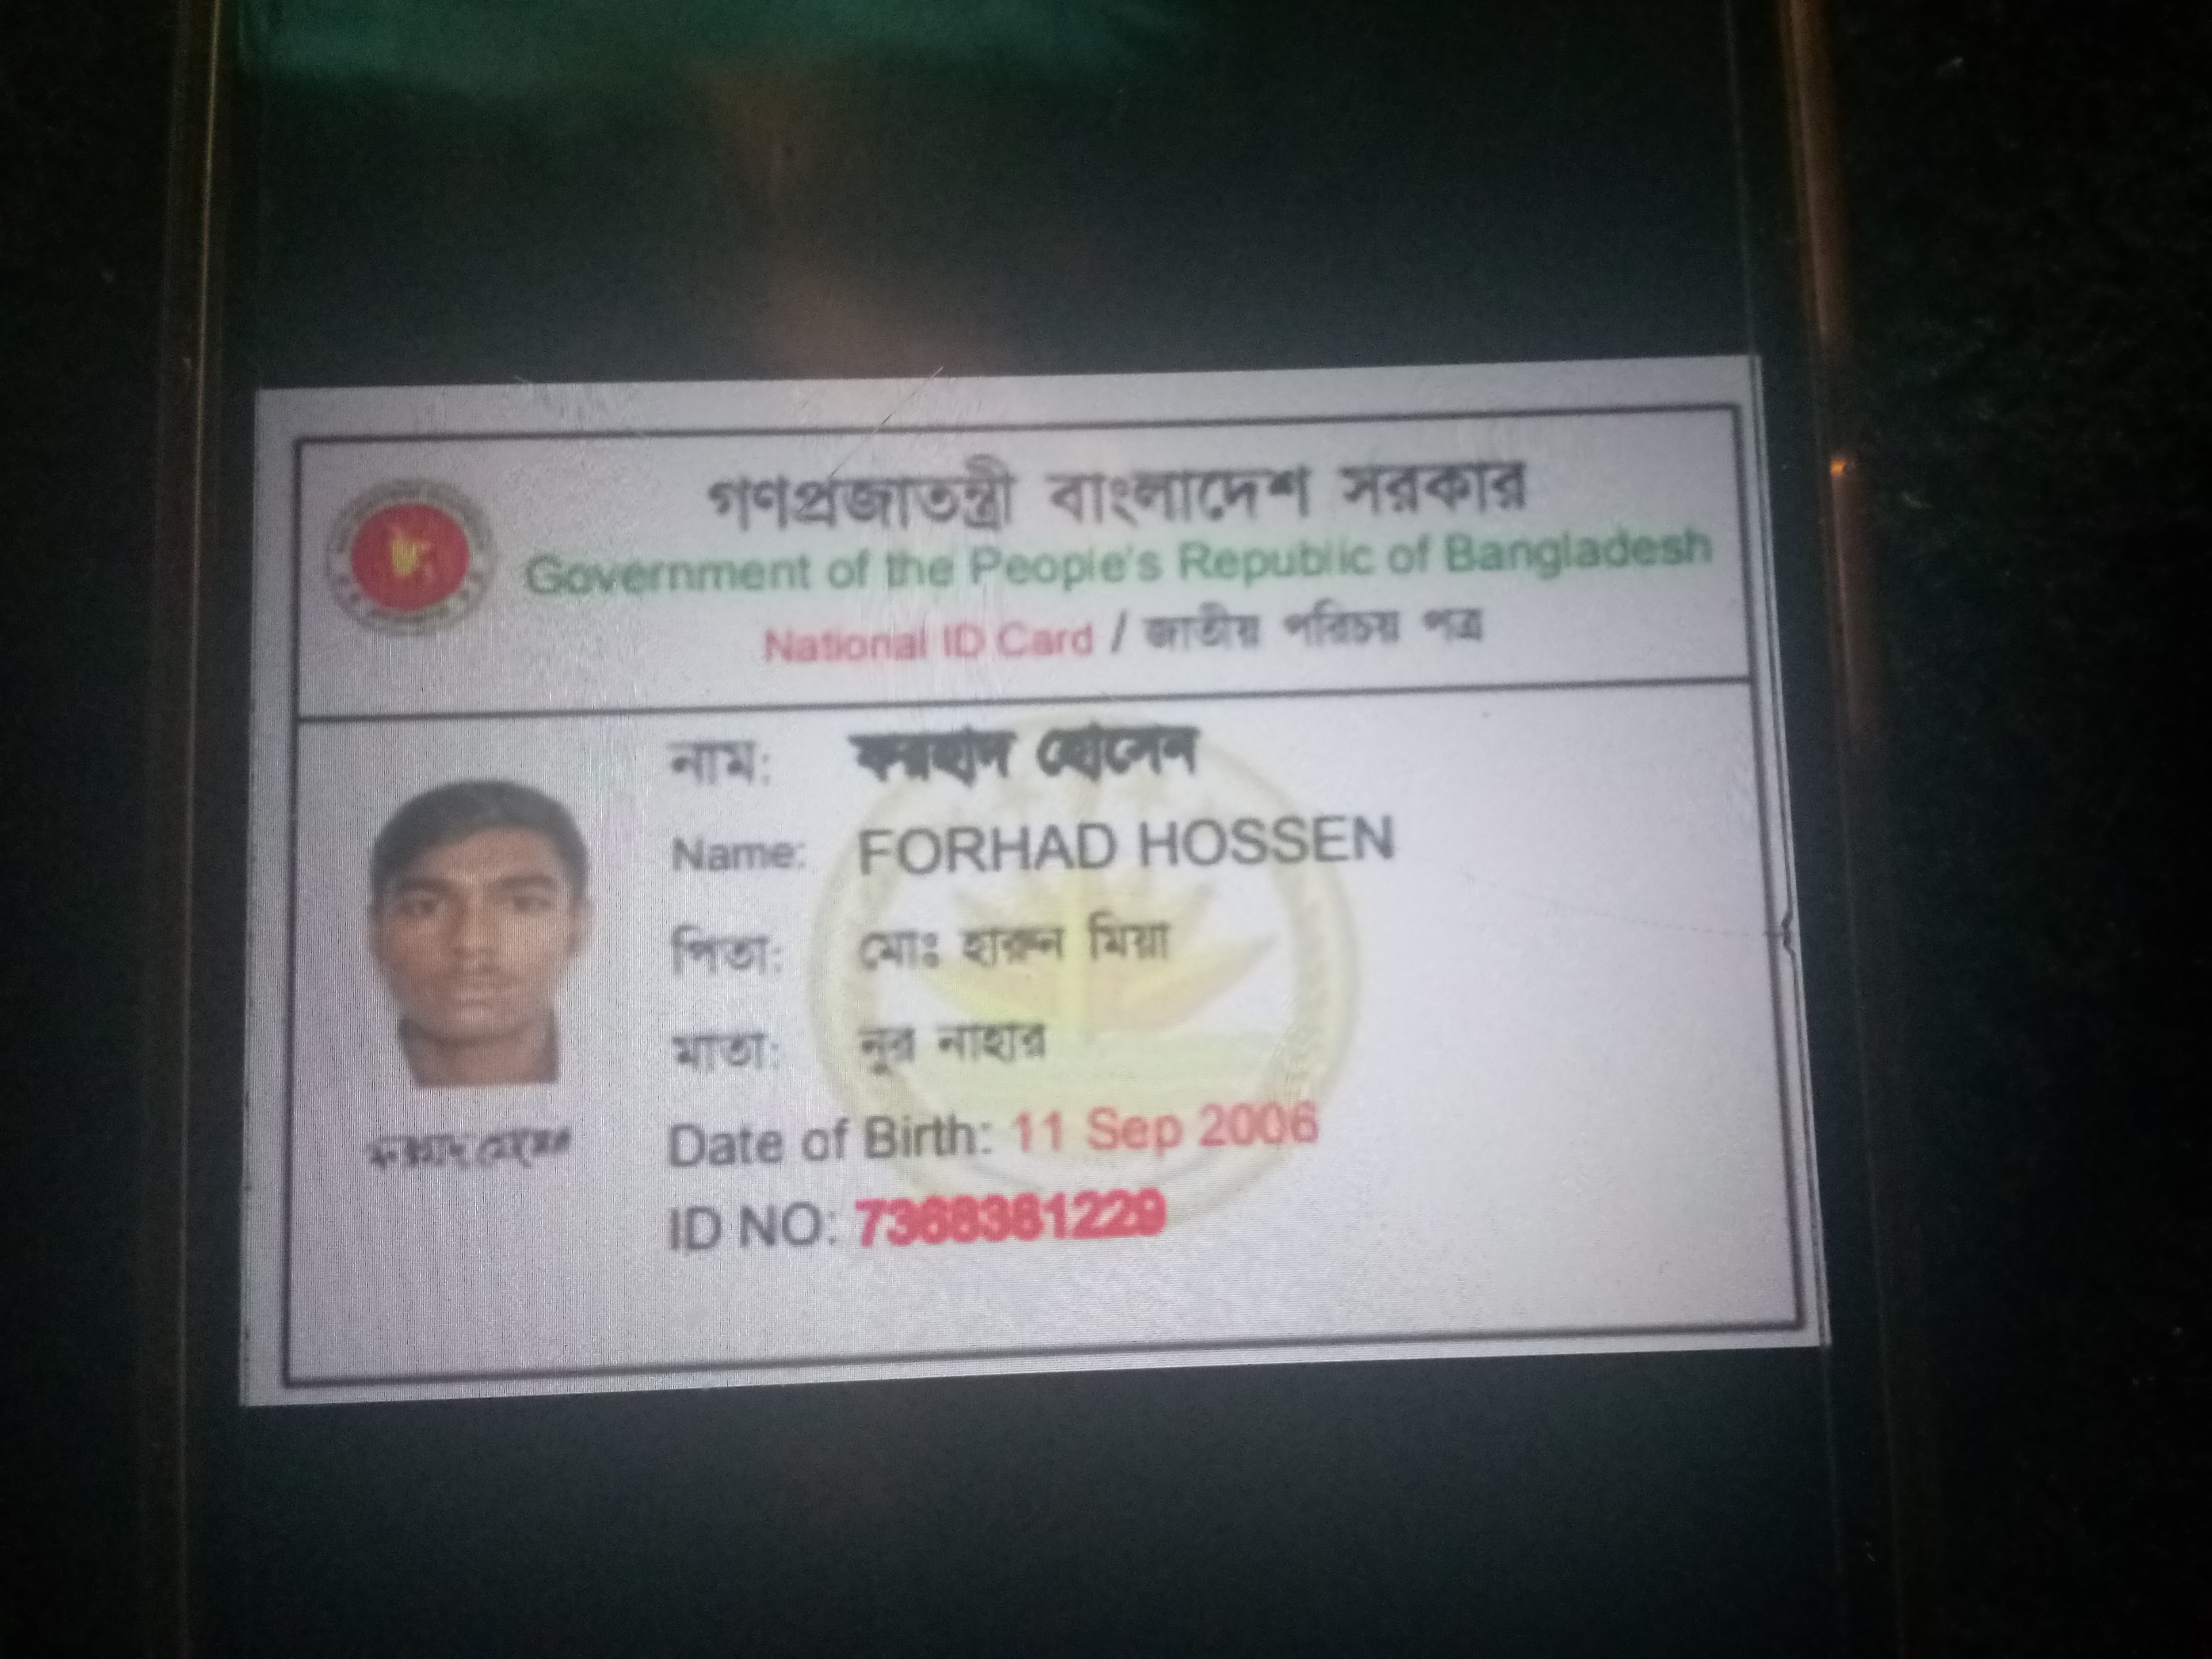 গণপ্রজাতন্ত্রী বাংলাদেশ সরকার
Government of the People's Republic of Bangladesh
National ID Card / জাতীয় পরিচয় পত্র
নাম: ফরহাদ হোসেন
Name: FORHAD HOSSEN
পিতা: মোঃ হারুন মিয়া
মাতা: নুর নাহার
Date of Birth: 11 Sep 2006
ID NO: 7368381229